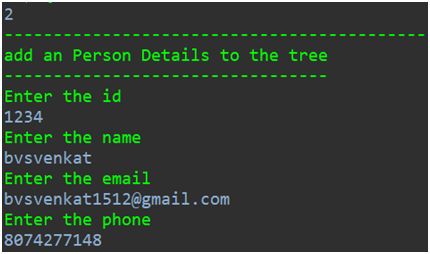 2
------------------------------------------
add an Person Details to the tree
--------------------------------
Enter the id
1234
Enter the name
bvsvenkat
Enter the email
bvsvenkat1512@gmail.com
Enter the phone
8074277148